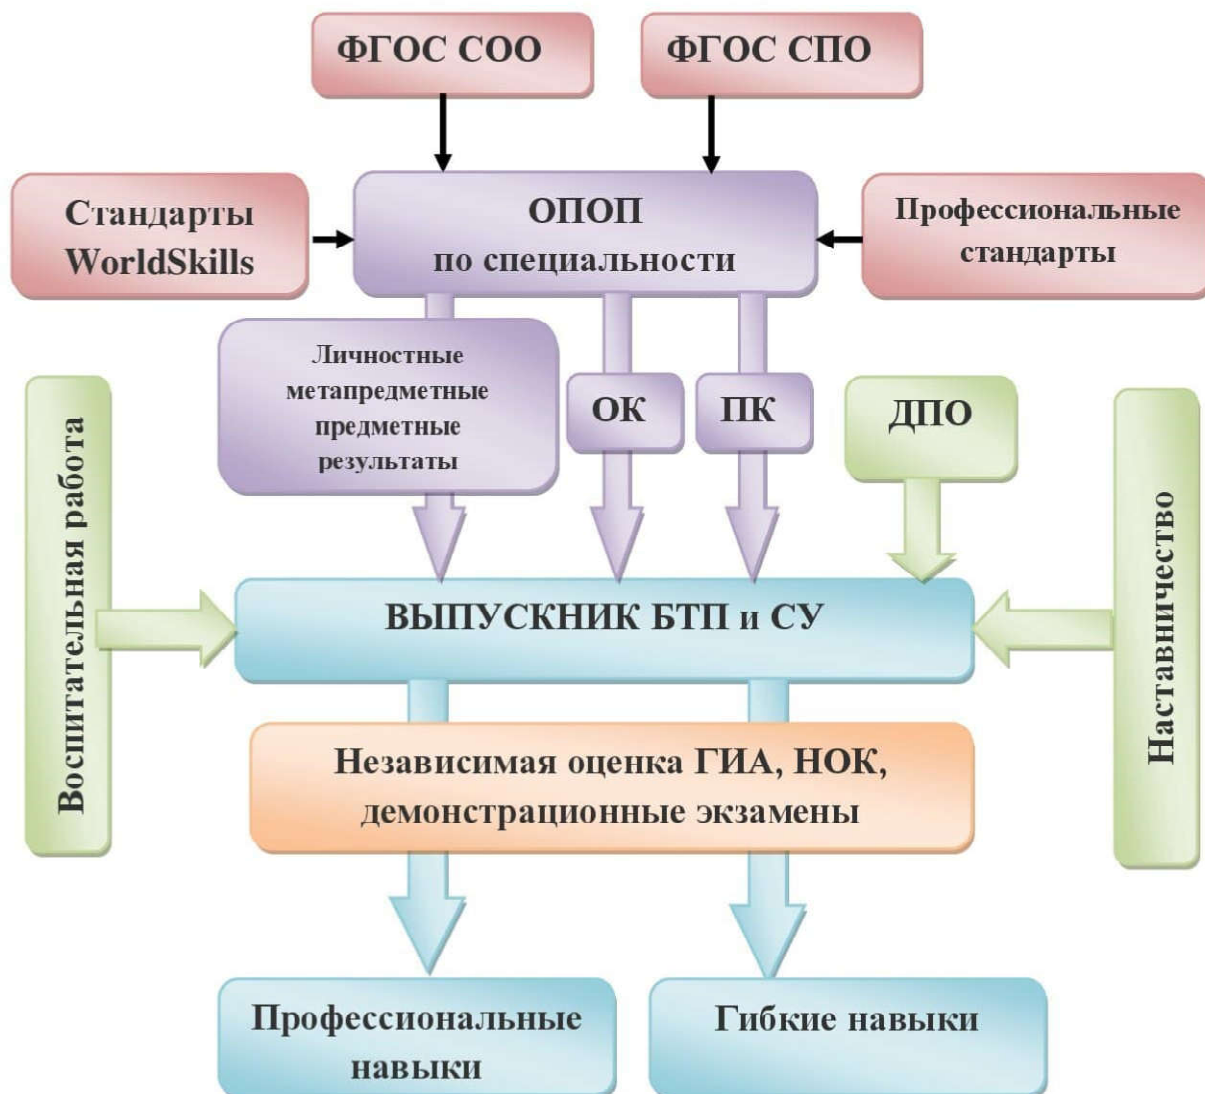 ФГОС СОО
ФГОС СПО
Стандарты
WorldSkills
ОПОП
по специальности
Профессиональные
стандарты
Личностные
метапредметные
предметные
результаты
ОК
ПК
ДПО
Воспитательная работа
Наставничество
ВЫПУСКНИК БТП и СУ
Независимая оценка ГИА, НОК,
демонстрационные экзамены
Профессиональные
навыки
Гибкие навыки